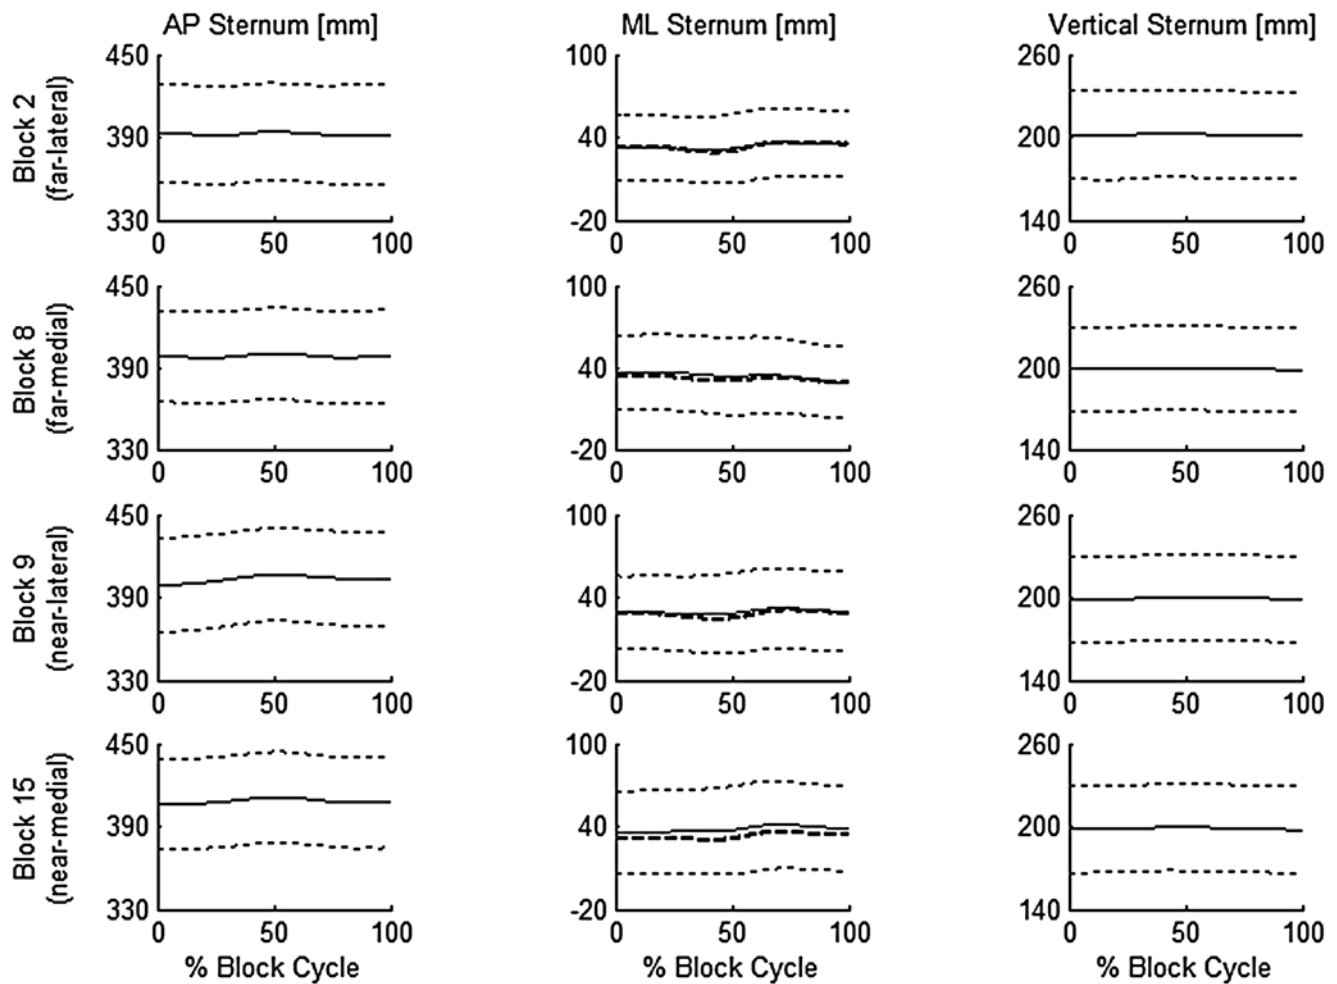 AP Sternum [mm] ML Sternum [mm] Vertical Sternum [mm]
Block 2
(far-lateral)
450 100 260
390 40 200
330 -20 140
0 50 100 0 50 100 0 50 100
Block 8
(far-medial)
450 100 260
390 40 200
330 -20 140
0 50 100 0 50 100 0 50 100
Block 9
(near-lateral)
450 100 260
390 40 200
330 -20 140
0 50 100 0 50 100 0 50 100
Block 15
(near-medial)
450 100 260
390 40 200
330 -20 140
0 50 100 0 50 100 0 50 100
% Block Cycle % Block Cycle % Block Cycle